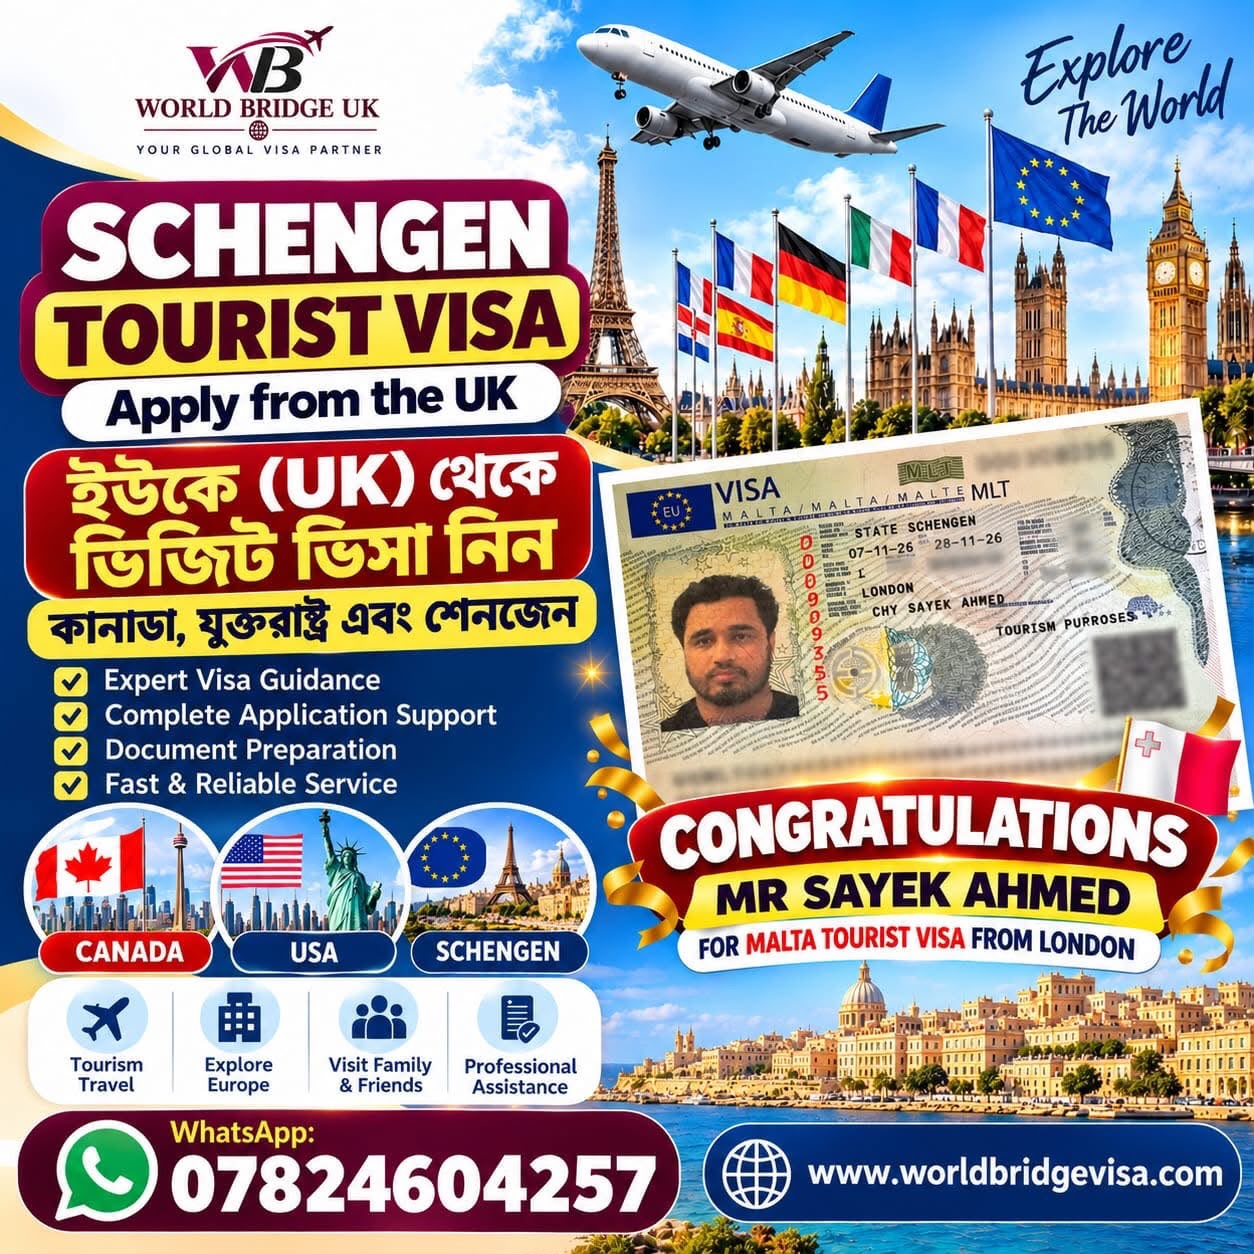 WB
WORLD BRIDGE UK
YOUR GLOBAL VISA PARTNER
Explore
The World
SCHENGEN
TOURIST VISA
Apply from the UK
ইউকে (UK) থেকে
ভিজিট ভিসা নিন
কানাডা, যুক্তরাষ্ট্র এবং শেনজেন
Expert Visa Guidance
Complete Application Support
Document Preparation
Fast & Reliable Service
CANADA
USA
SCHENGEN
Tourism
Travel
Explore
Europe
Visit Family
& Friends
Professional
Assistance
EU
VISA
MALTA/MALTE MLT
STATE SCHENGEN
07-11-26 28-11-26
1
LONDON
CHY SAYEK AHMED
TOURISM PURROSES
000909355
CONGRATULATIONS
MR SAYEK AHMED
FOR MALTA TOURIST VISA FROM LONDON
WhatsApp:
07824604257
www.worldbridgevisa.com